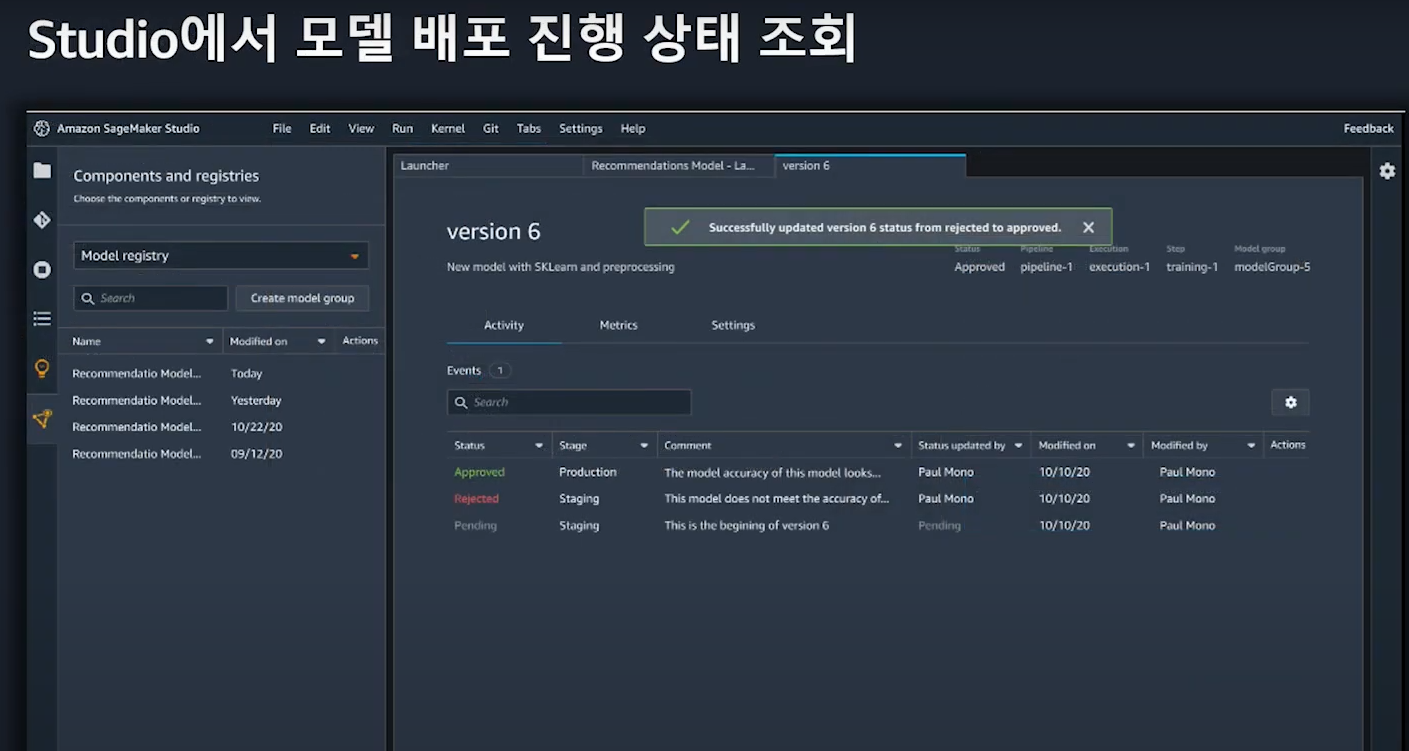 Studio에서 모델 배포 진행 상태 조회
Amazon SageMaker Studio File Edit View Run Kernel Git Tabs Settings Help Feedback
Components and registries
Choose the components or registry to view.
Model registry
Search Create model group
Name Modified on Actions
Recommendatio Model... Today
Recommendatio Model... Yesterday
Recommendatio Model... 10/22/20
Recommendatio Model... 09/12/20
Launcher Recommendations Model - La... version 6
version 6
Successfully updated version 6 status from rejected to approved.
New model with SKLearn and preprocessing
Status Pipeline Execution Step Model group
Approved pipeline-1 execution-1 training-1 modelGroup-5
Activity Metrics Settings
Events 1
Search
Status Stage Comment Status updated by Modified on Modified by Actions
Approved Production The model accuracy of this model looks... Paul Mono 10/10/20 Paul Mono
Rejected Staging This model does not meet the accuracy of... Paul Mono 10/10/20 Paul Mono
Pending Staging This is the begining of version 6 Pending 10/10/20 Paul Mono